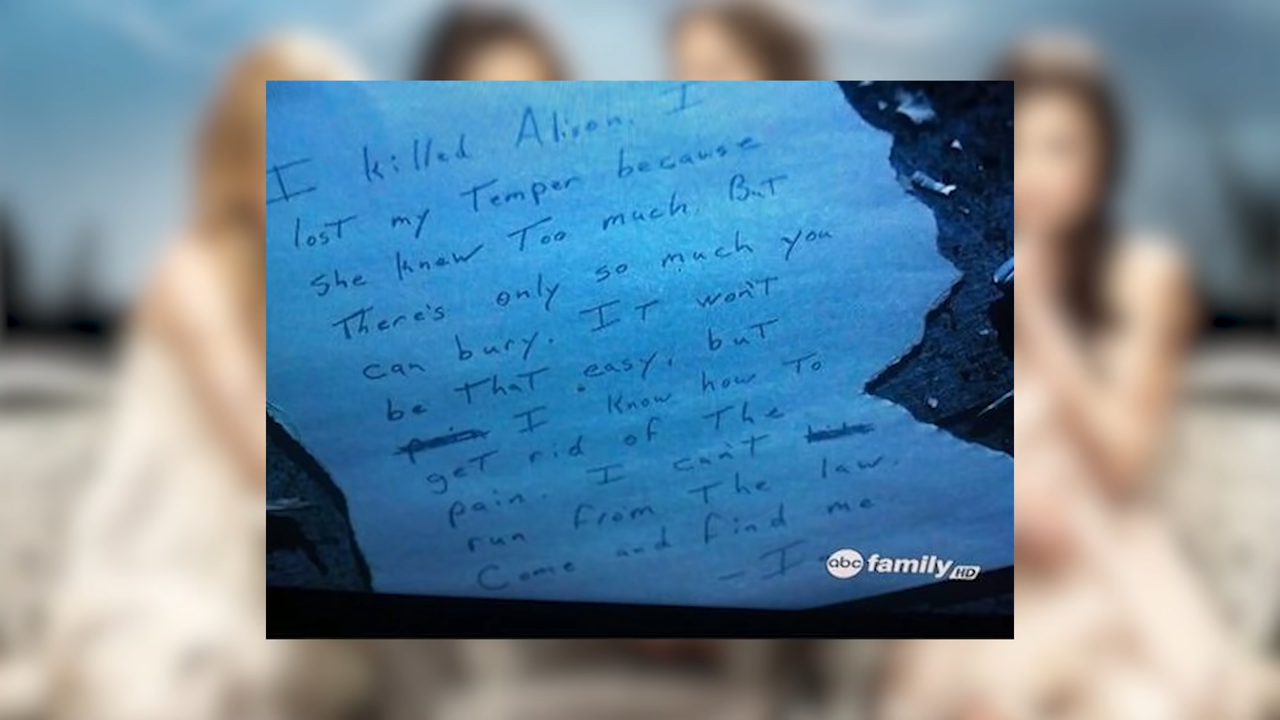 I killed Alison. I
lost my Temper because
she knew Too much. But
There's only so much you
can bury. IT won't
be that easy, but
I know how To
get rid of The
pain. I can't
run from The law.
Come and find me
- I.
abc family HD